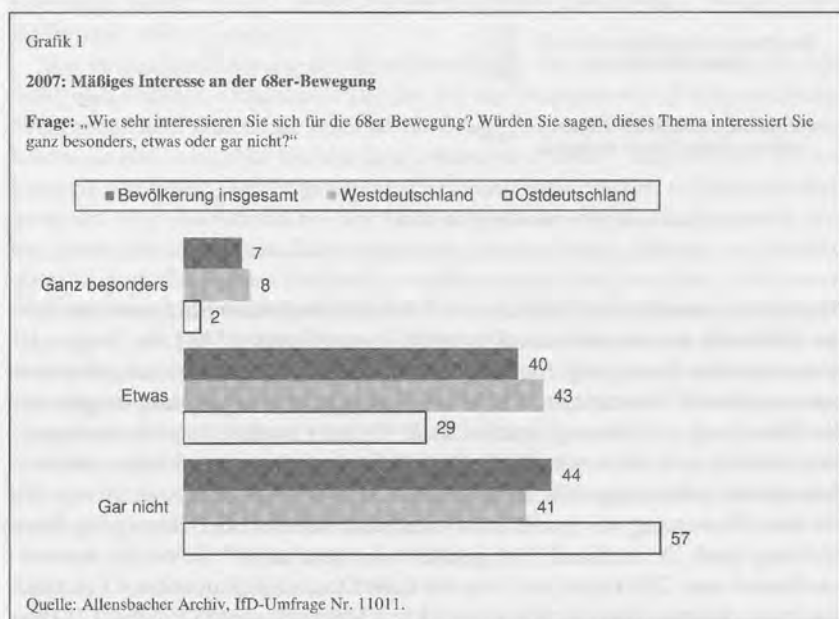 Grafik 1
2007: Mäßiges Interesse an der 68er-Bewegung
Frage: „Wie sehr interessieren Sie sich für die 68er Bewegung? Würden Sie sagen, dieses Thema interessiert Sie
ganz besonders, etwas oder gar nicht?“
Bevölkerung insgesamt Westdeutschland Ostdeutschland
7
Ganz besonders 8
2
40
Etwas 43
29
44
Gar nicht 41
57
Quelle: Allensbacher Archiv, IfD-Umfrage Nr. 11011.